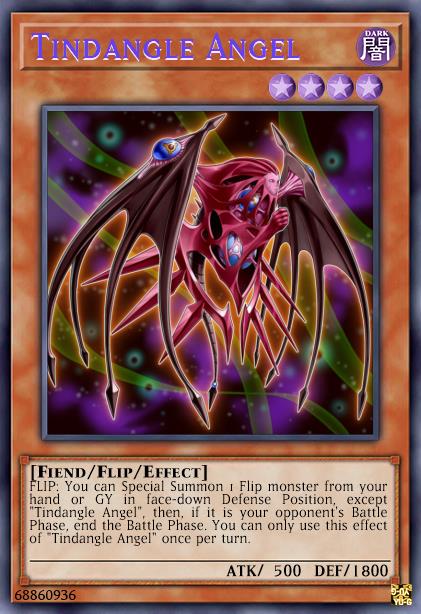 Tindangle Angel
DARK
闇
[Fiend/Flip/Effect]
FLIP: You can Special Summon 1 Flip monster from your
hand or GY in face-down Defense Position, except
"Tindangle Angel", then, if it is your opponent's Battle
Phase, end the Battle Phase. You can only use this effect
of "Tindangle Angel" once per turn.
ATK/ 500 DEF/1800
68860936